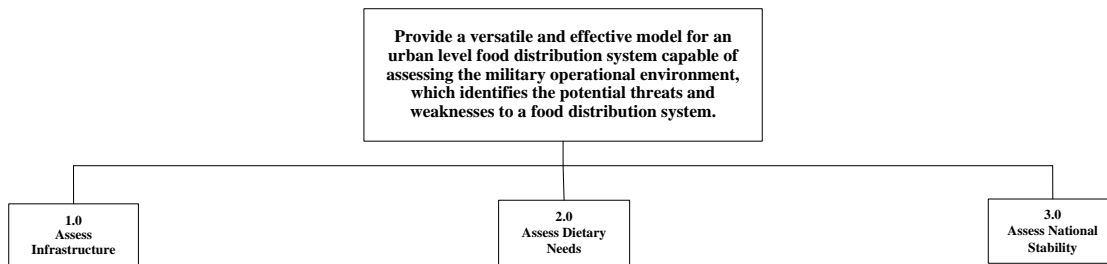 Provide a versatile and effective model for an
urban level food distribution system capable of
assessing the military operational environment,
which identifies the potential threats and
weaknesses to a food distribution system.
1.0
Assess
Infrastructure
2.0
Assess Dietary
Needs
3.0
Assess National
Stability